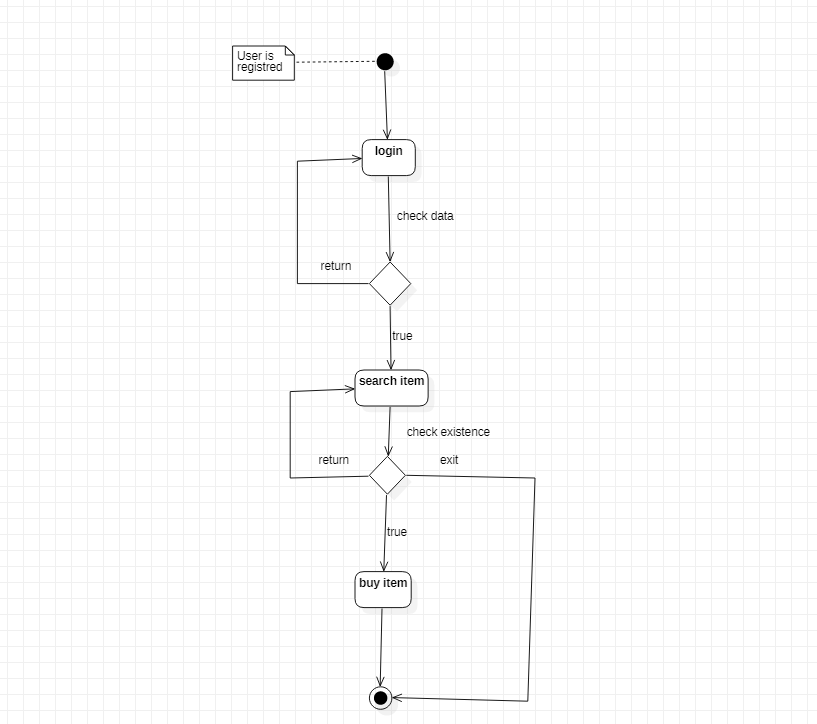 User is
registred
login
check data
return
true
search item
check existence
return
exit
true
buy item